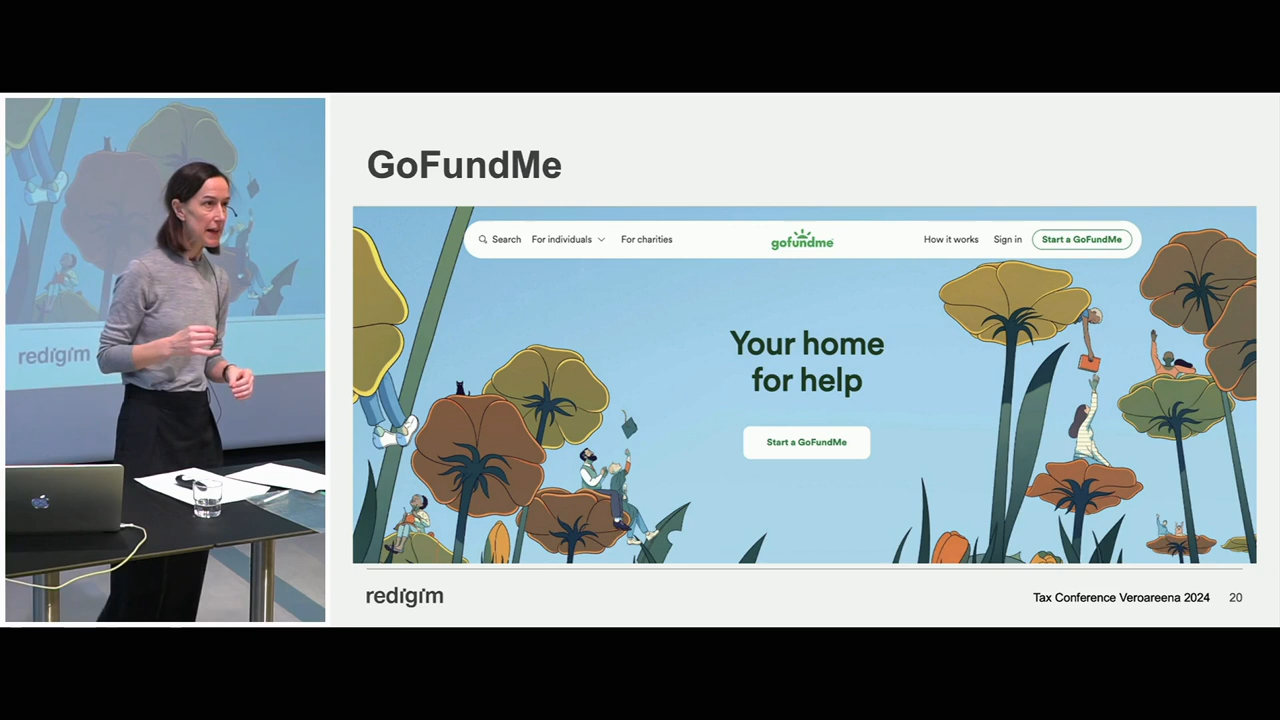 GoFundMe
Search For individuals For charities gofundme How it works Sign in Start a GoFundMe
Your home
for help
Start a GoFundMe
redigim
redigim Tax Conference Veroareena 2024 20